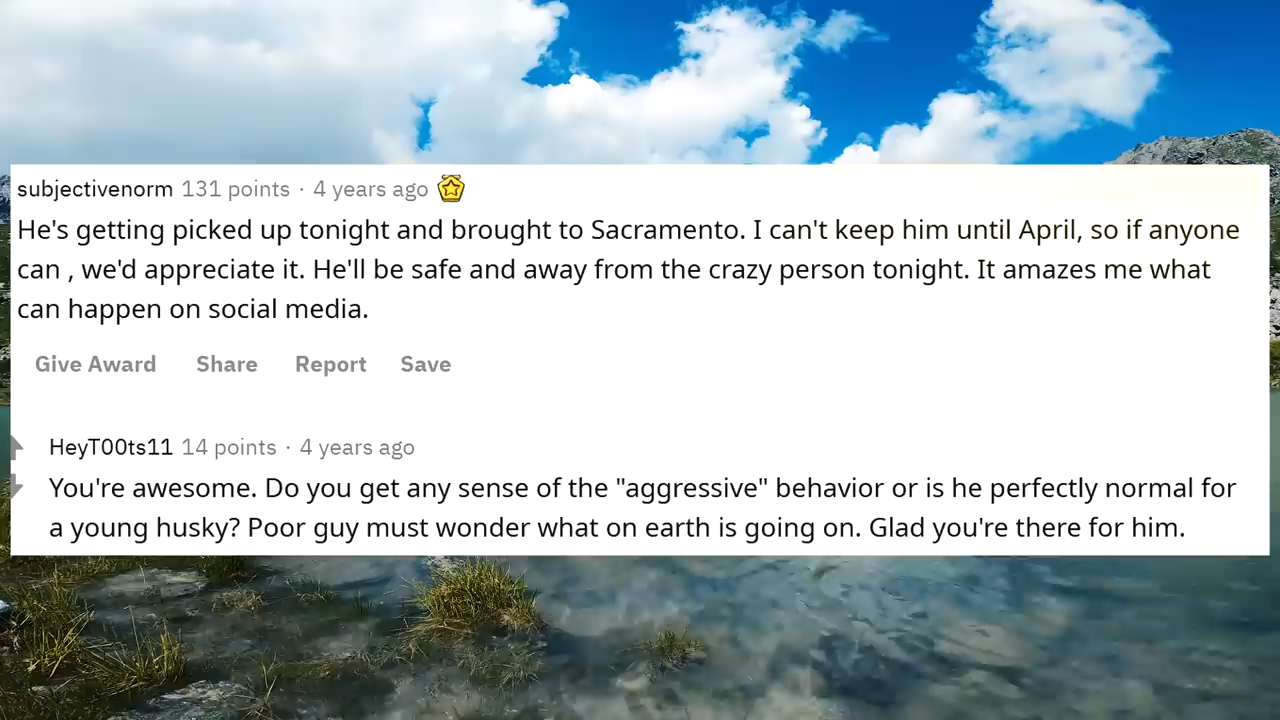 subjectivenorm 131 points · 4 years ago
He's getting picked up tonight and brought to Sacramento. I can't keep him until April, so if anyone
can , we'd appreciate it. He'll be safe and away from the crazy person tonight. It amazes me what
can happen on social media.
Give Award Share Report Save
HeyT00ts11 14 points · 4 years ago
You're awesome. Do you get any sense of the "aggressive" behavior or is he perfectly normal for
a young husky? Poor guy must wonder what on earth is going on. Glad you're there for him.